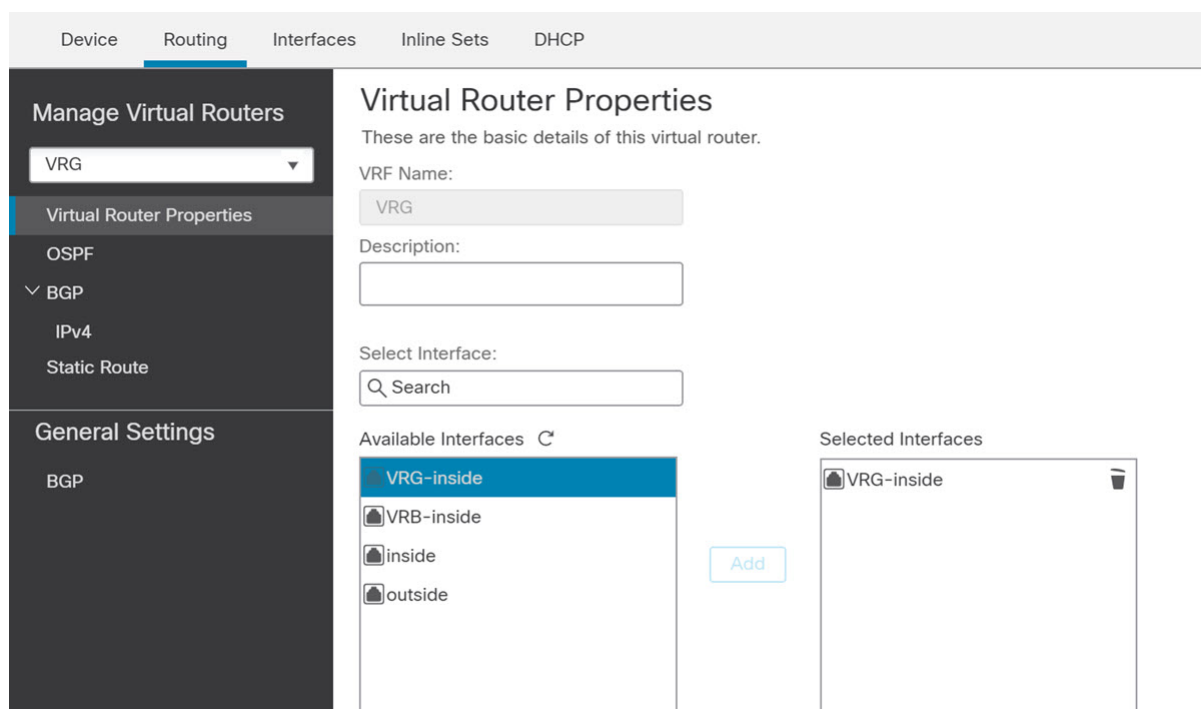 Device Routing Interfaces Inline Sets DHCP
Manage Virtual Routers
VRG
Virtual Router Properties
OSPF
BGP
IPv4
Static Route
General Settings
BGP
Virtual Router Properties
These are the basic details of this virtual router.
VRF Name:
VRG
Description:
Select Interface:
Search
Available Interfaces
VRG-inside
VRB-inside
inside
outside
Add
Selected Interfaces
VRG-inside